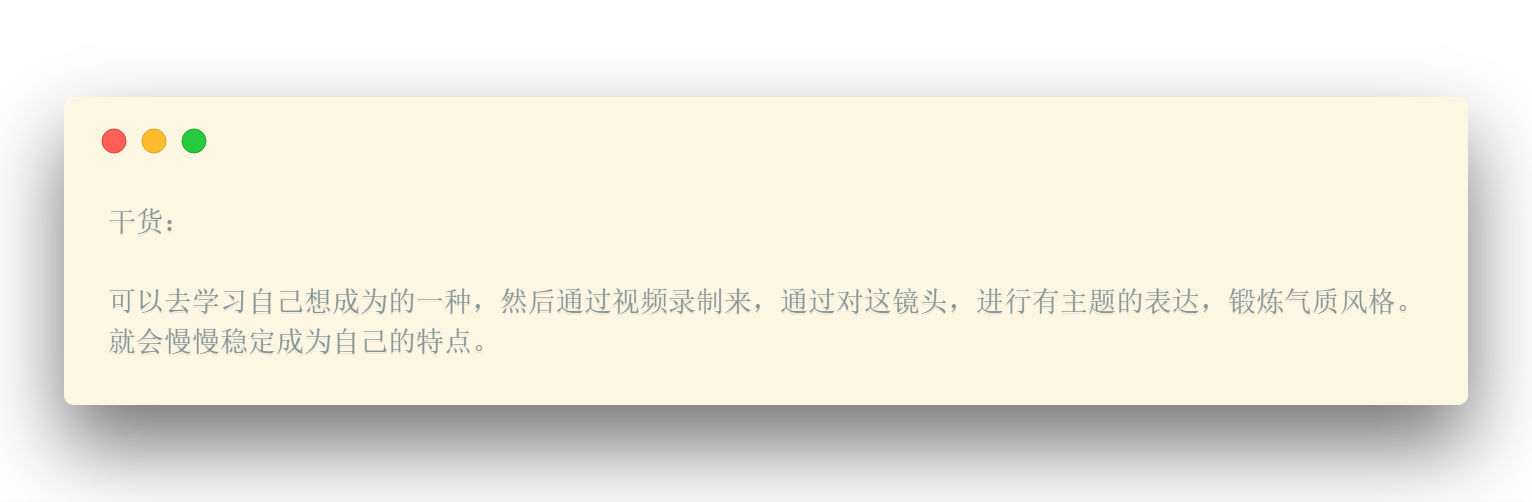 干货：
可以去学习自己想成为的一种，然后通过视频录制来，通过对这镜头，进行有主题的表达，锻炼气质风格。
就会慢慢稳定成为自己的特点。